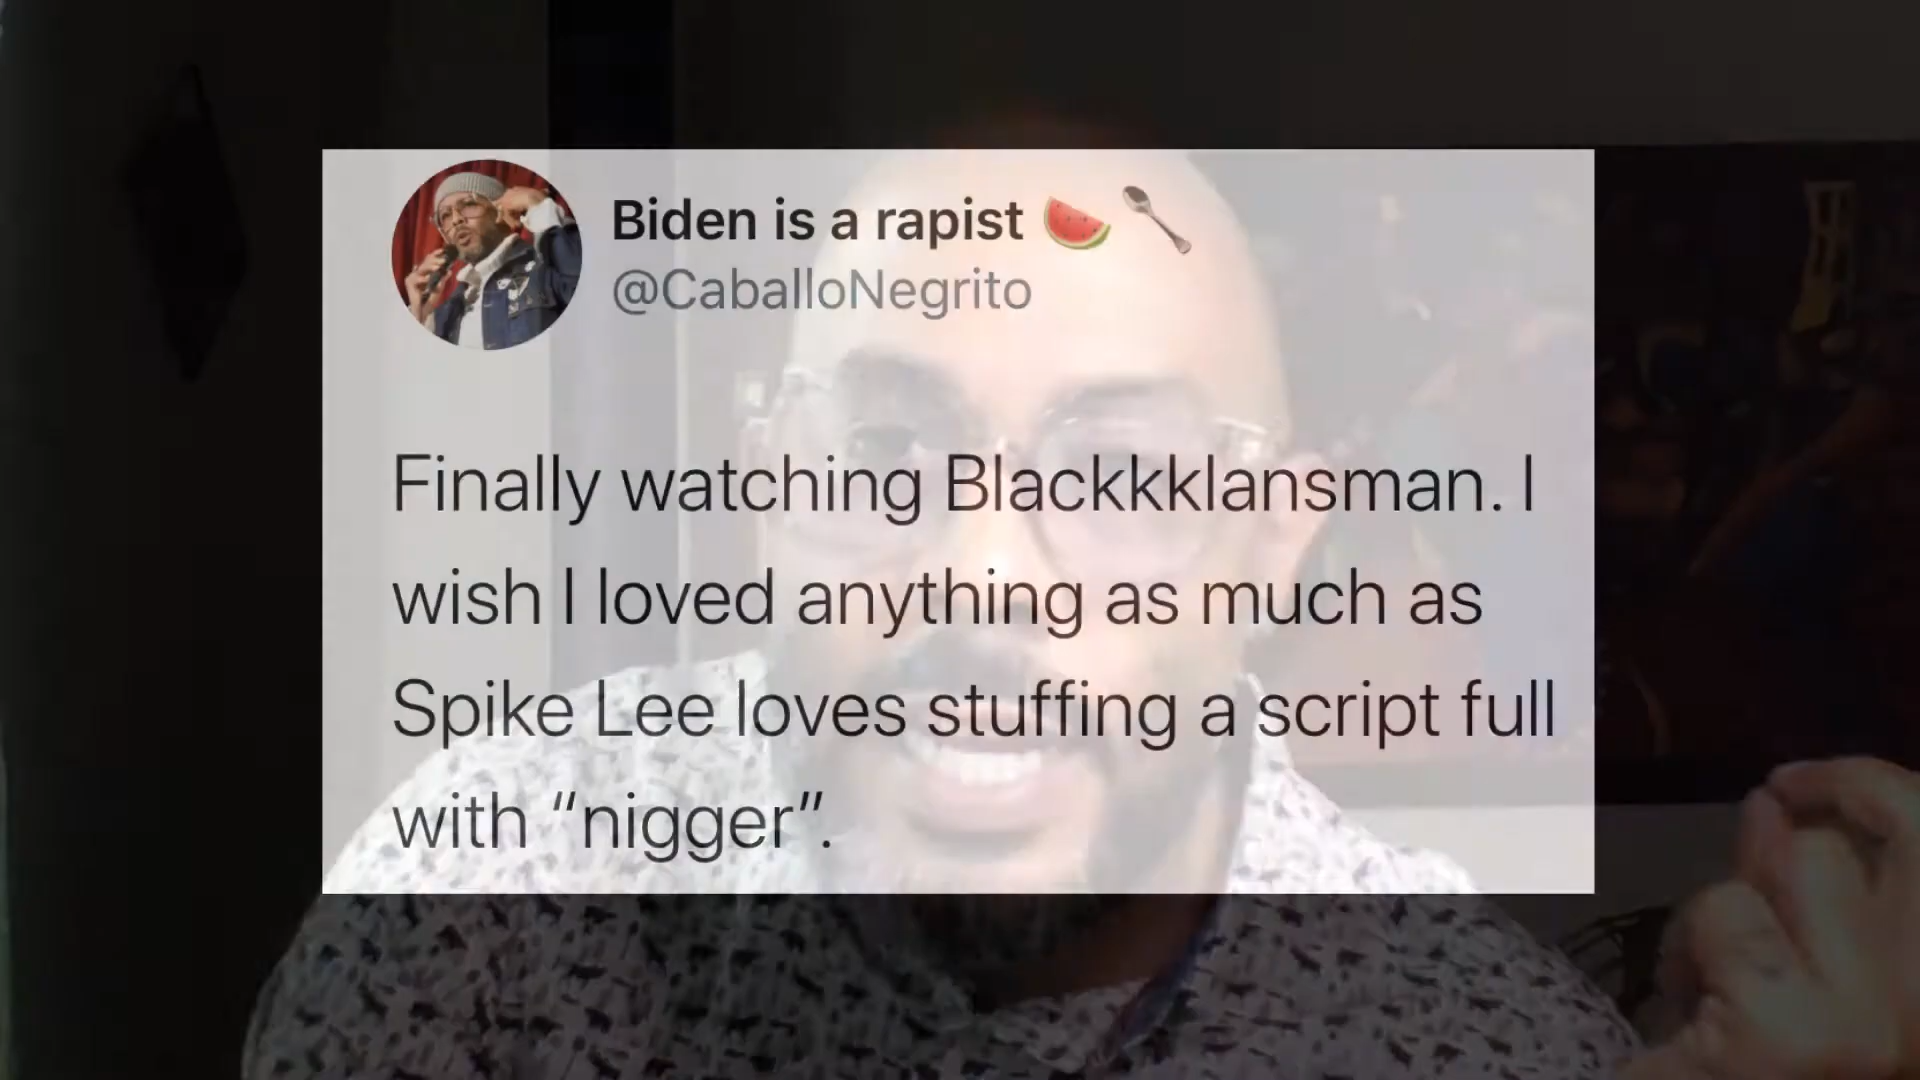 Biden is a rapist 🍉 🥄
@CaballoNegrito
Finally watching Blackkklansman. I
wish I loved anything as much as
Spike Lee loves stuffing a script full
with “nigger”.